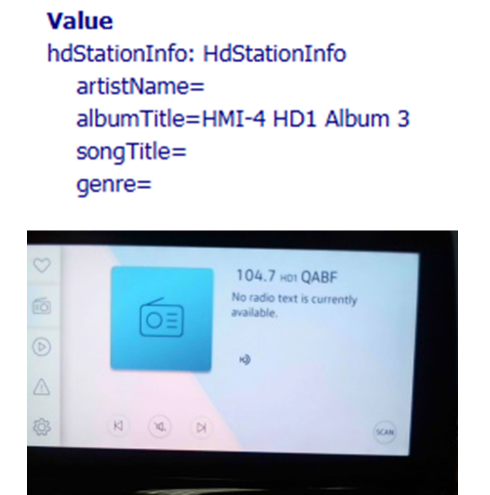 Value
hdStationInfo: HdStationInfo
artistName=
albumTitle=HMI-4 HD1 Album 3
songTitle=
genre=
104.7 HD1 QABF
No radio text is currently
available.
SCAN